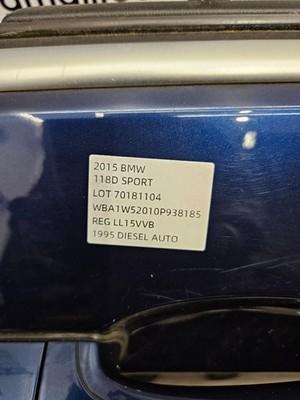 2015 BMW
118D SPORT
LOT 70181104
WBA1W52010P938185
REG LL15VVB
1995 DIESEL AUTO